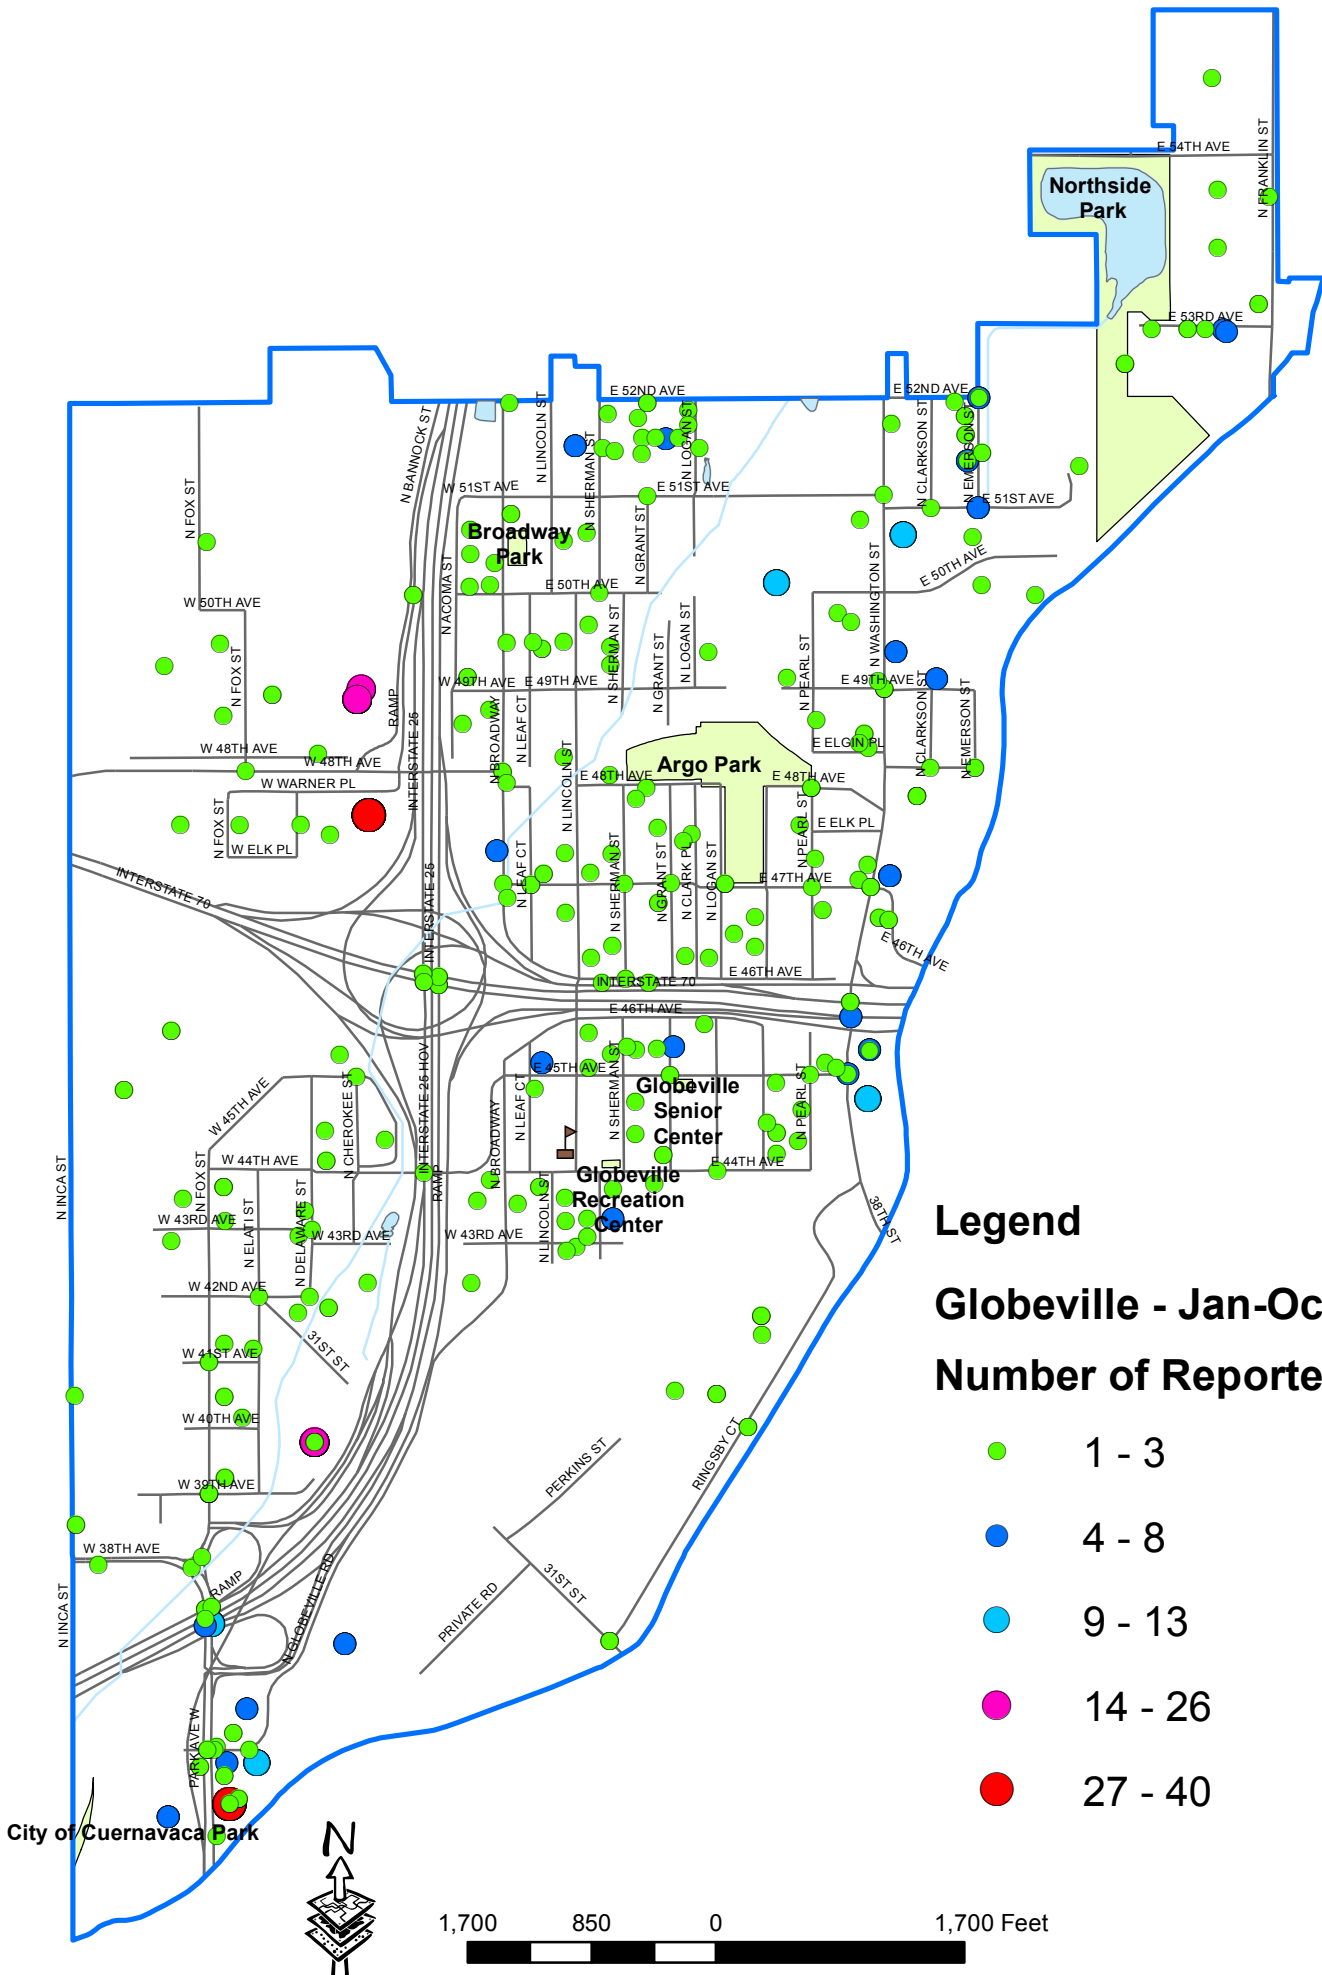 E 54TH AVE
N FRANKLIN ST
Northside
Park
E 53RD AVE
E 52ND AVE
E 52ND AVE
N BANNOCK ST
N LINCOLN ST
N SHERMAN ST
N LOGAN ST
N CLARKSON ST
N EMERSON ST
N FOX ST
W 51ST AVE
E 51ST AVE
E 51ST AVE
Broadway
Park
N GRANT ST
N WASHINGTON ST
E 50TH AVE
N ACOMA ST
E 50TH AVE
W 50TH AVE
N FOX ST
N SHERMAN ST
N GRANT ST
N LOGAN ST
N PEARL ST
W 49TH AVE
E 49TH AVE
E 49TH AVE
RAMP
INTERSTATE 25
N BROADWAY
N LEAF CT
N CLARKSON ST
N EMERSON ST
E ELGIN PL
W 48TH AVE
W 48TH AVE
W WARNER PL
Argo Park
E 48TH AVE
E 48TH AVE
N LINCOLN ST
N FOX ST
W ELK PL
N PEARL ST
E ELK PL
N LEAF CT
N SHERMAN ST
N GRANT ST
N CLARK PL
N LOGAN ST
E 47TH AVE
INTERSTATE 70
INTERSTATE 25
E 46TH AVE
E 46TH AVE
INTERSTATE 70
E 46TH AVE
E 45TH AVE
W 45TH AVE
N CHEROKEE ST
INTERSTATE 25 HOV
RAMP
N BROADWAY
N LEAF CT
N SHERMAN ST
Globeville
Senior
Center
N PEARL ST
N INCA ST
N FOX ST
W 44TH AVE
E 44TH AVE
Globeville
Recreation
Center
N ELATI ST
N DELAWARE ST
W 43RD AVE
W 43RD AVE
W 43RD AVE
N LINCOLN ST
38TH ST
W 42ND AVE
31ST ST
W 41ST AVE
W 40TH AVE
W 39TH AVE
W 38TH AVE
RAMP
N INCA ST
N GLOBEVILLE RD
PERKINS ST
RINGSBY CT
31ST ST
PRIVATE RD
PARK AVE W
City of Cuernavaca Park
Legend
Globeville - Jan-Oc
Number of Reporte
1 - 3
4 - 8
9 - 13
14 - 26
27 - 40
N
1,700 850 0 1,700 Feet